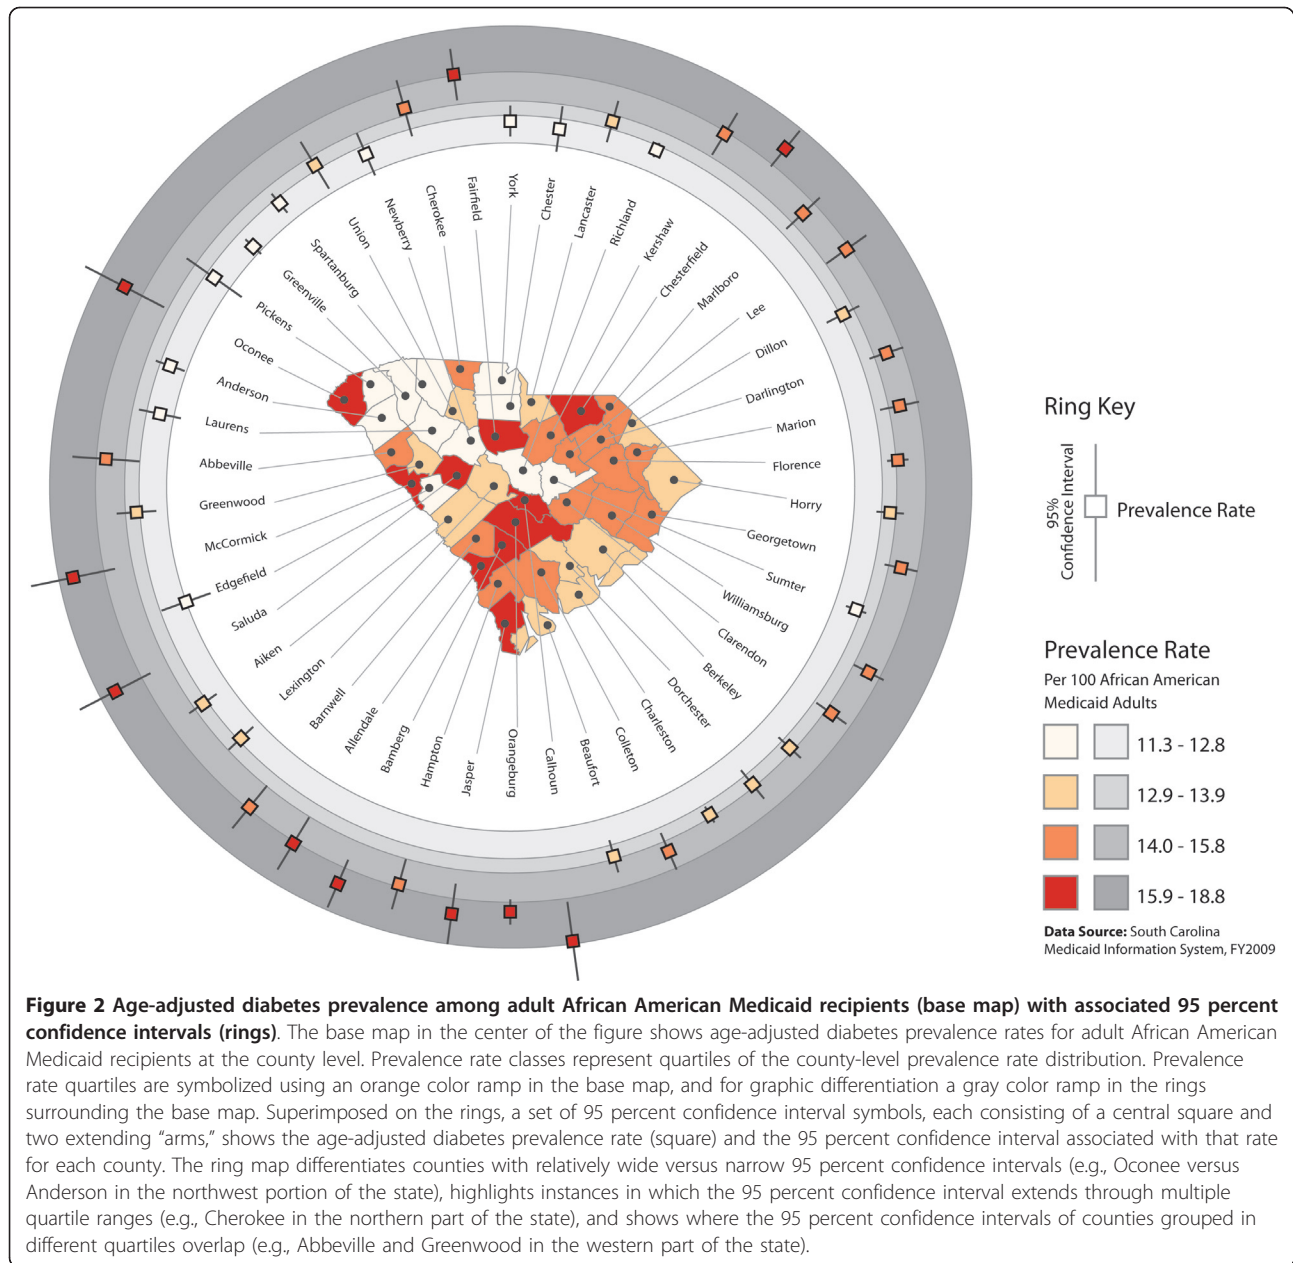 York
Chester
Lancaster
Richland
Kershaw
Chesterfield
Marlboro
Lee
Dillon
Darlington
Marion
Florence
Horry
Georgetown
Sumter
Williamsburg
Clarendon
Berkeley
Dorchester
Charleston
Colleton
Beaufort
Calhoun
Orangeburg
Jasper
Hampton
Bamberg
Allendale
Barnwell
Lexington
Aiken
Saluda
Edgefield
McCormick
Greenwood
Abbeville
Laurens
Anderson
Oconee
Pickens
Greenville
Spartanburg
Union
Newberry
Cherokee
Fairfield
Ring Key
95%
Confidence Interval
Prevalence Rate
Prevalence Rate
Per 100 African American
Medicaid Adults
11.3 - 12.8
12.9 - 13.9
14.0 - 15.8
15.9 - 18.8
Data Source: South Carolina
Medicaid Information System, FY2009
Figure 2 Age-adjusted diabetes prevalence among adult African American Medicaid recipients (base map) with associated 95 percent
confidence intervals (rings). The base map in the center of the figure shows age-adjusted diabetes prevalence rates for adult African American
Medicaid recipients at the county level. Prevalence rate classes represent quartiles of the county-level prevalence rate distribution. Prevalence
rate quartiles are symbolized using an orange color ramp in the base map, and for graphic differentiation a gray color ramp in the rings
surrounding the base map. Superimposed on the rings, a set of 95 percent confidence interval symbols, each consisting of a central square and
two extending “arms,” shows the age-adjusted diabetes prevalence rate (square) and the 95 percent confidence interval associated with that rate
for each county. The ring map differentiates counties with relatively wide versus narrow 95 percent confidence intervals (e.g., Oconee versus
Anderson in the northwest portion of the state), highlights instances in which the 95 percent confidence interval extends through multiple
quartile ranges (e.g., Cherokee in the northern part of the state), and shows where the 95 percent confidence intervals of counties grouped in
different quartiles overlap (e.g., Abbeville and Greenwood in the western part of the state).